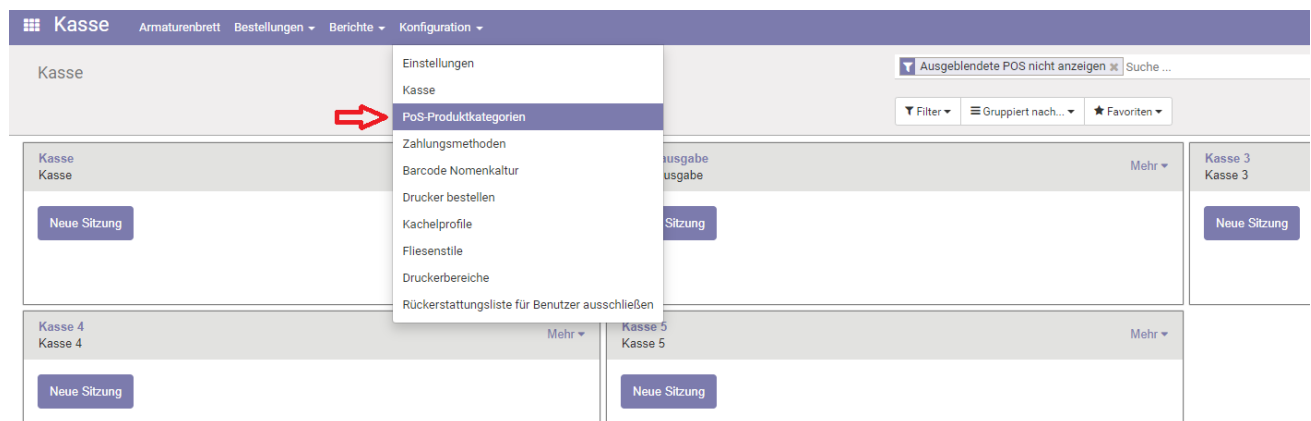 Kasse Armaturenbrett Bestellungen Berichte Konfiguration
Kasse
Ausgeblendete POS nicht anzeigen Suche ...
Filter Gruppiert nach... Favoriten
Einstellungen
Kasse
PoS-Produktkategorien
Zahlungsmethoden
Barcode Nomenkaltur
Drucker bestellen
Kachelprofile
Fliesenstile
Druckerbereiche
Rückerstattungsliste für Benutzer ausschließen
Kasse
Kasse
Neue Sitzung
ausgabe
usgabe
Mehr
Sitzung
Kasse 3
Kasse 3
Neue Sitzung
Kasse 4
Kasse 4
Mehr
Neue Sitzung
Kasse 5
Kasse 5
Mehr
Neue Sitzung